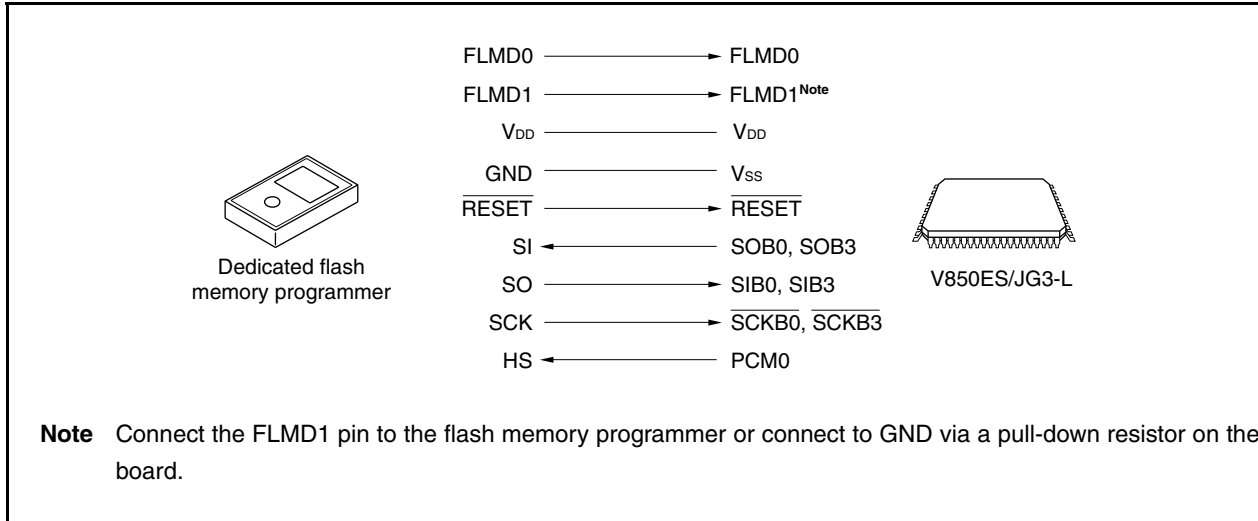 FLMD0 FLMD0
FLMD1 FLMD1Note
VDD VDD
GND VSS
RESET RESET
SI SOB0, SOB3
SO SIB0, SIB3
SCK SCKB0, SCKB3
HS PCM0
Dedicated flash
memory programmer
V850ES/JG3-L
Note Connect the FLMD1 pin to the flash memory programmer or connect to GND via a pull-down resistor on the
board.